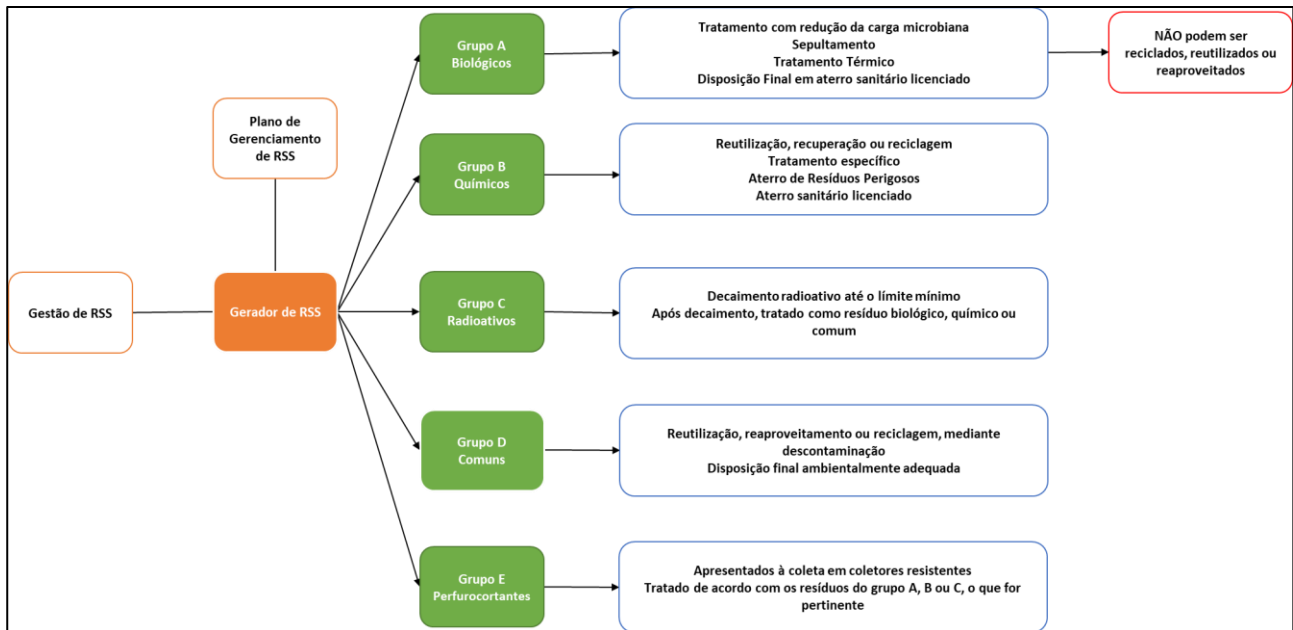 Gestão de RSS
Plano de
Gerenciamento
de RSS
Gerador de RSS
Grupo A
Biológicos
Tratamento com redução da carga microbiana
Sepultamento
Tratamento Térmico
Disposição Final em aterro sanitário licenciado
NÃO podem ser
reciclados, reutilizados ou
reaproveitados
Grupo B
Químicos
Reutilização, recuperação ou reciclagem
Tratamento específico
Aterro de Resíduos Perigosos
Aterro sanitário licenciado
Grupo C
Radioativos
Decaimento radioativo até o límite mínimo
Após decaimento, tratado como resíduo biológico, químico ou
comum
Grupo D
Comuns
Reutilização, reaproveitamento ou reciclagem, mediante
descontaminação
Disposição final ambientalmente adequada
Grupo E
Perfurocortantes
Apresentados à coleta em coletores resistentes
Tratado de acordo com os resíduos do grupo A, B ou C, o que for
pertinente